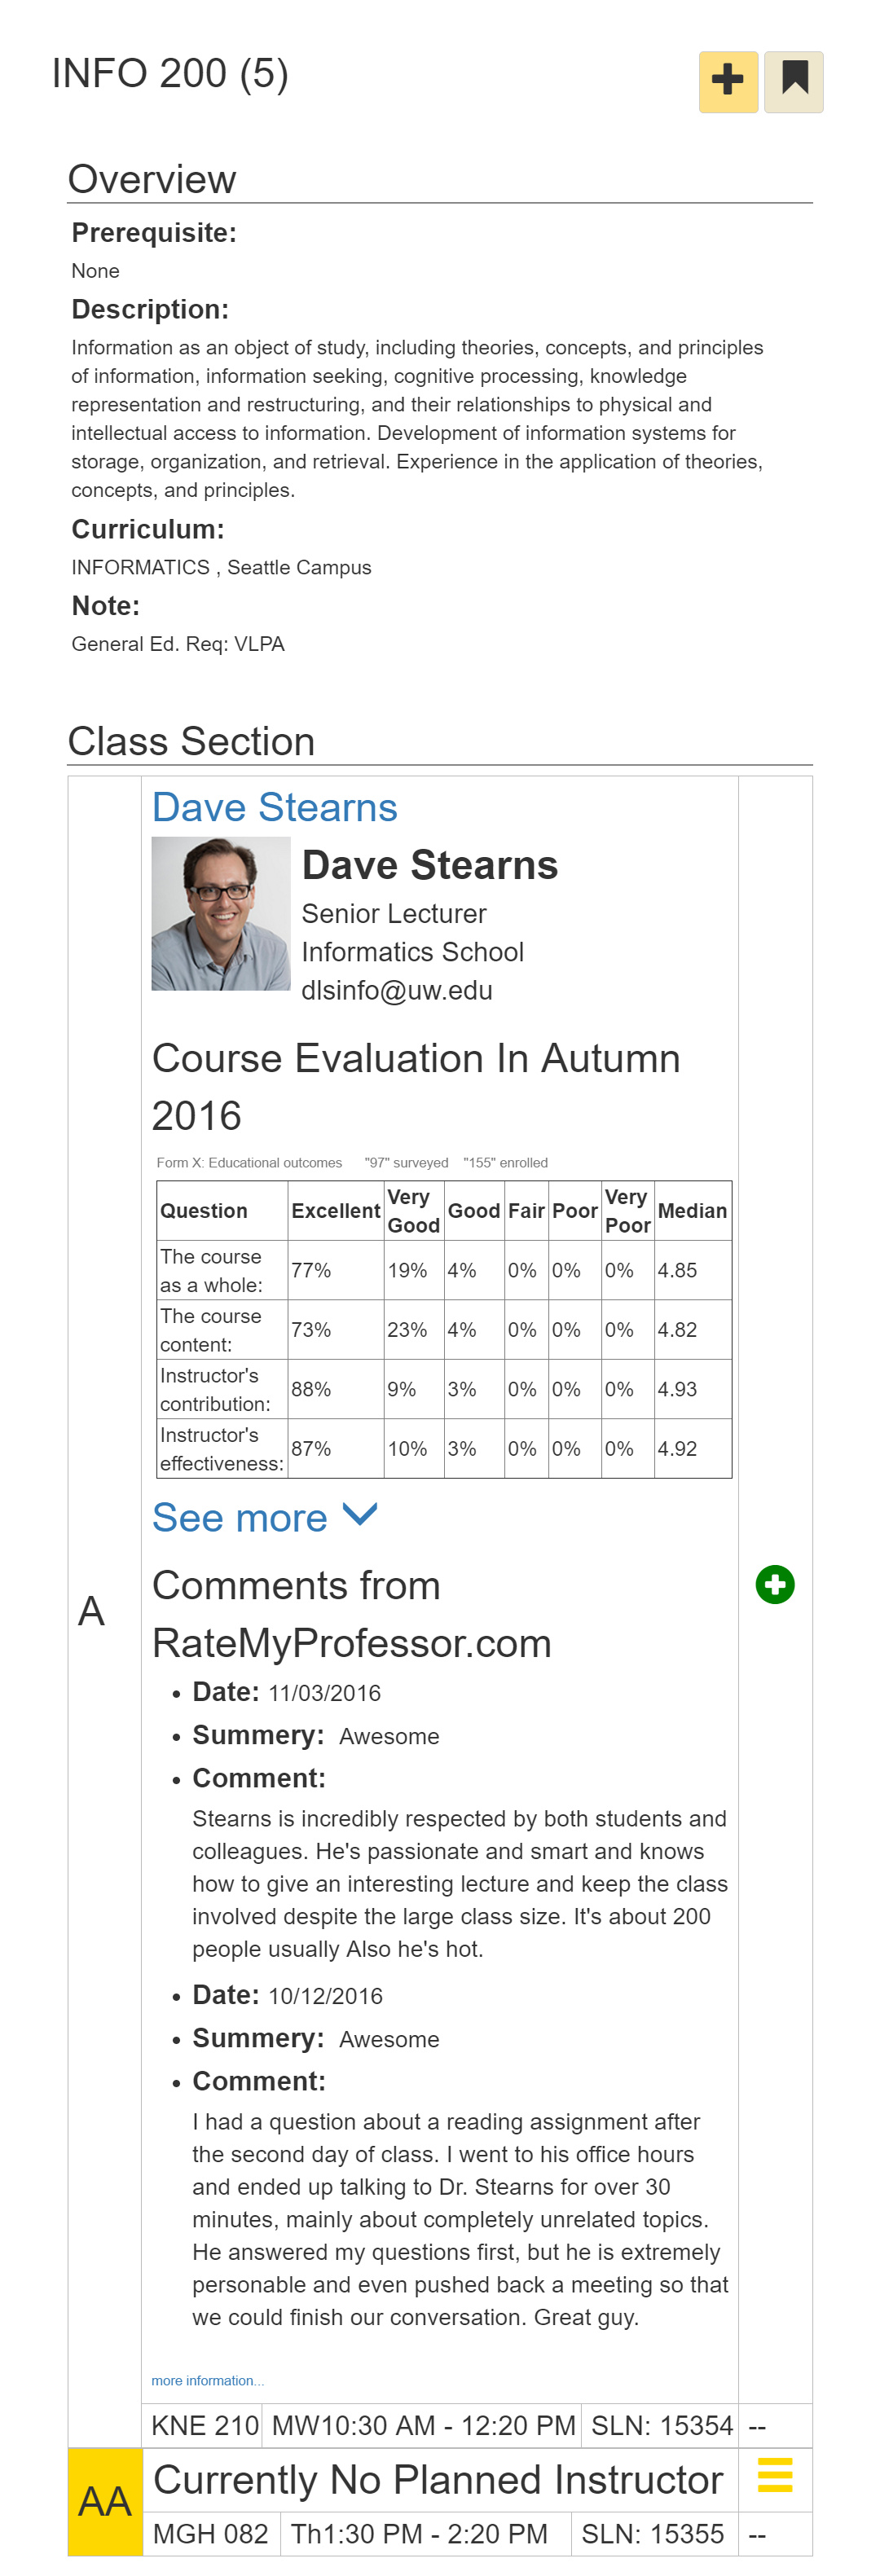 INFO 200 (5)
Overview
Prerequisite:
None
Description:
Information as an object of study, including theories, concepts, and principles
of information, information seeking, cognitive processing, knowledge
representation and restructuring, and their relationships to physical and
intellectual access to information. Development of information systems for
storage, organization, and retrieval. Experience in the application of theories,
concepts, and principles.
Curriculum:
INFORMATICS , Seattle Campus
Note:
General Ed. Req: VLPA
Class Section
Dave Stearns
Dave Stearns
Senior Lecturer
Informatics School
dlsinfo@uw.edu
Course Evaluation In Autumn
2016
Form X: Educational outcomes "97" surveyed "155" enrolled
Question Excellent Very Good Good Fair Poor Very Poor Median
The course as a whole: 77% 19% 4% 0% 0% 0% 4.85
The course content: 73% 23% 4% 0% 0% 0% 4.82
Instructor's contribution: 88% 9% 3% 0% 0% 0% 4.93
Instructor's effectiveness: 87% 10% 3% 0% 0% 0% 4.92
See more
A
Comments from
RateMyProfessor.com
Date: 11/03/2016
Summery: Awesome
Comment:
Stearns is incredibly respected by both students and
colleagues. He's passionate and smart and knows
how to give an interesting lecture and keep the class
involved despite the large class size. It's about 200
people usually Also he's hot.
Date: 10/12/2016
Summery: Awesome
Comment:
I had a question about a reading assignment after
the second day of class. I went to his office hours
and ended up talking to Dr. Stearns for over 30
minutes, mainly about completely unrelated topics.
He answered my questions first, but he is extremely
personable and even pushed back a meeting so that
we could finish our conversation. Great guy.
more information...
KNE 210 MW10:30 AM - 12:20 PM SLN: 15354 --
AA Currently No Planned Instructor
MGH 082 Th1:30 PM - 2:20 PM SLN: 15355 --